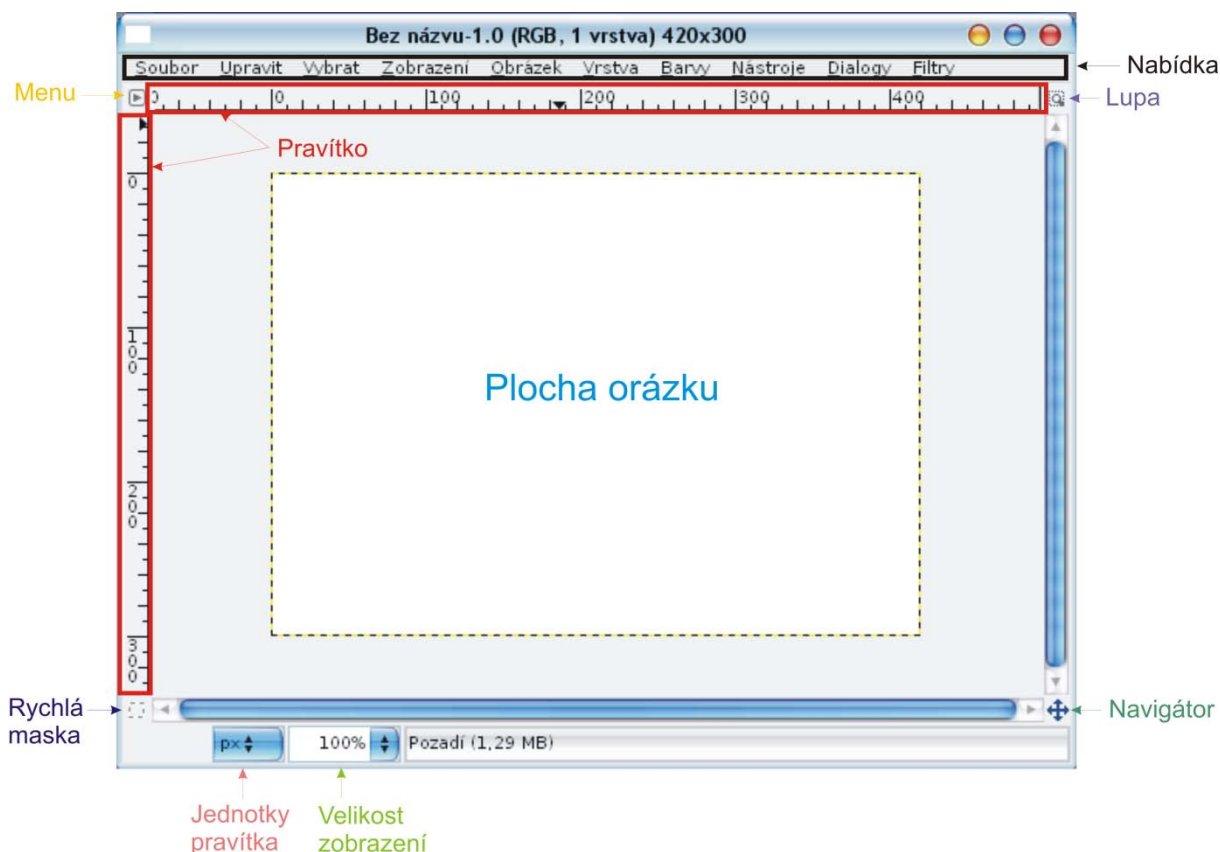 Bez názvu-1.0 (RGB, 1 vrstva) 420x300
Soubor Upravit Vybrat Zobrazení Obrázek Vrstva Barvy Nástroje Dialogy Filtry
Nabídka
Menu
0 100 200 300 400
Lupa
Pravítko
0
100
200
300
Plocha orázku
Rychlá
maska
Navigátor
px 100% Pozadí (1,29 MB)
Jednotky
pravítka
Velikost
zobrazení